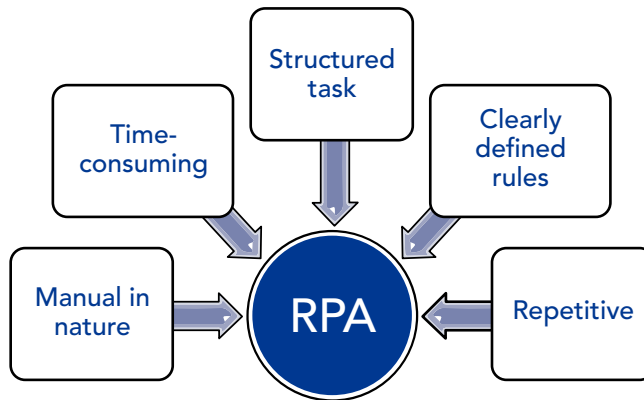 Structured
task
Time-
consuming
Clearly
defined
rules
Manual in
nature
RPA
Repetitive